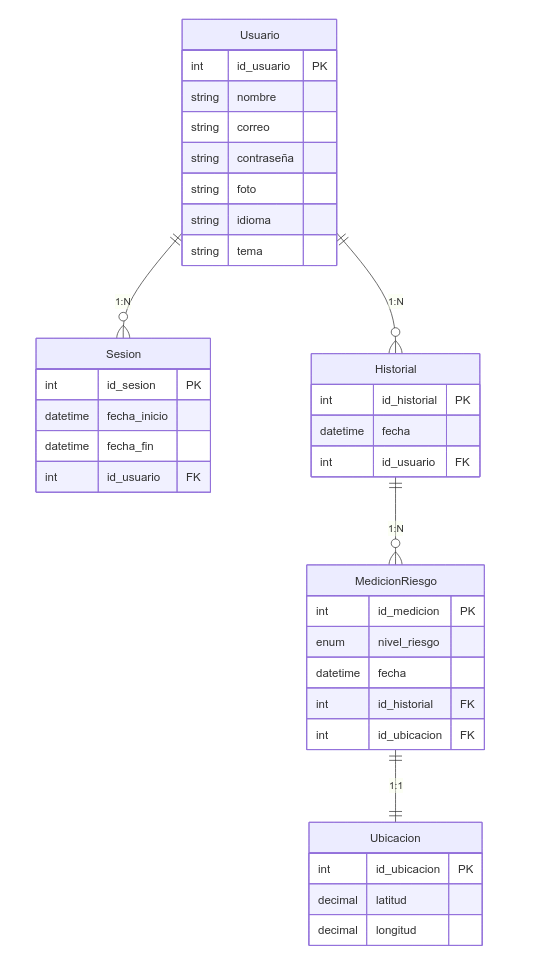 Usuario
int id_usuario PK
string nombre
string correo
string contraseña
string foto
string idioma
string tema
1:N
1:N
Sesion
int id_sesion PK
datetime fecha_inicio
datetime fecha_fin
int id_usuario FK
Historial
int id_historial PK
datetime fecha
int id_usuario FK
1:N
MedicionRiesgo
int id_medicion PK
enum nivel_riesgo
datetime fecha
int id_historial FK
int id_ubicacion FK
1:1
Ubicacion
int id_ubicacion PK
decimal latitud
decimal longitud